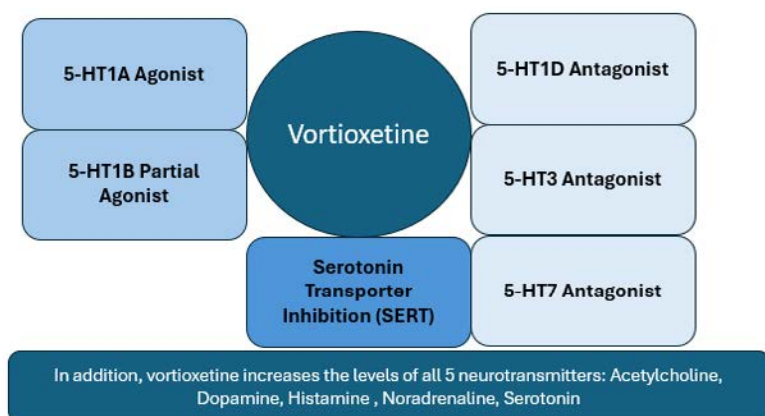 5-HT1A Agonist
5-HT1B Partial
Agonist
Vortioxetine
Serotonin
Transporter
Inhibition (SERT)
5-HT1D Antagonist
5-HT3 Antagonist
5-HT7 Antagonist
In addition, vortioxetine increases the levels of all 5 neurotransmitters: Acetylcholine,
Dopamine, Histamine , Noradrenaline, Serotonin